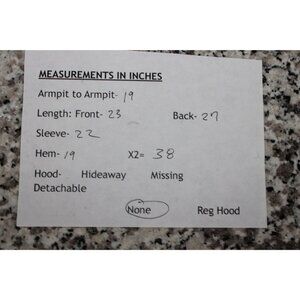 MEASUREMENTS IN INCHES
Armpit to Armpit- 19
Length: Front- 23 Back- 27
Sleeve- 22
Hem- 19 X2= 38
Hood- Hideaway Missing
Detachable
None Reg Hood